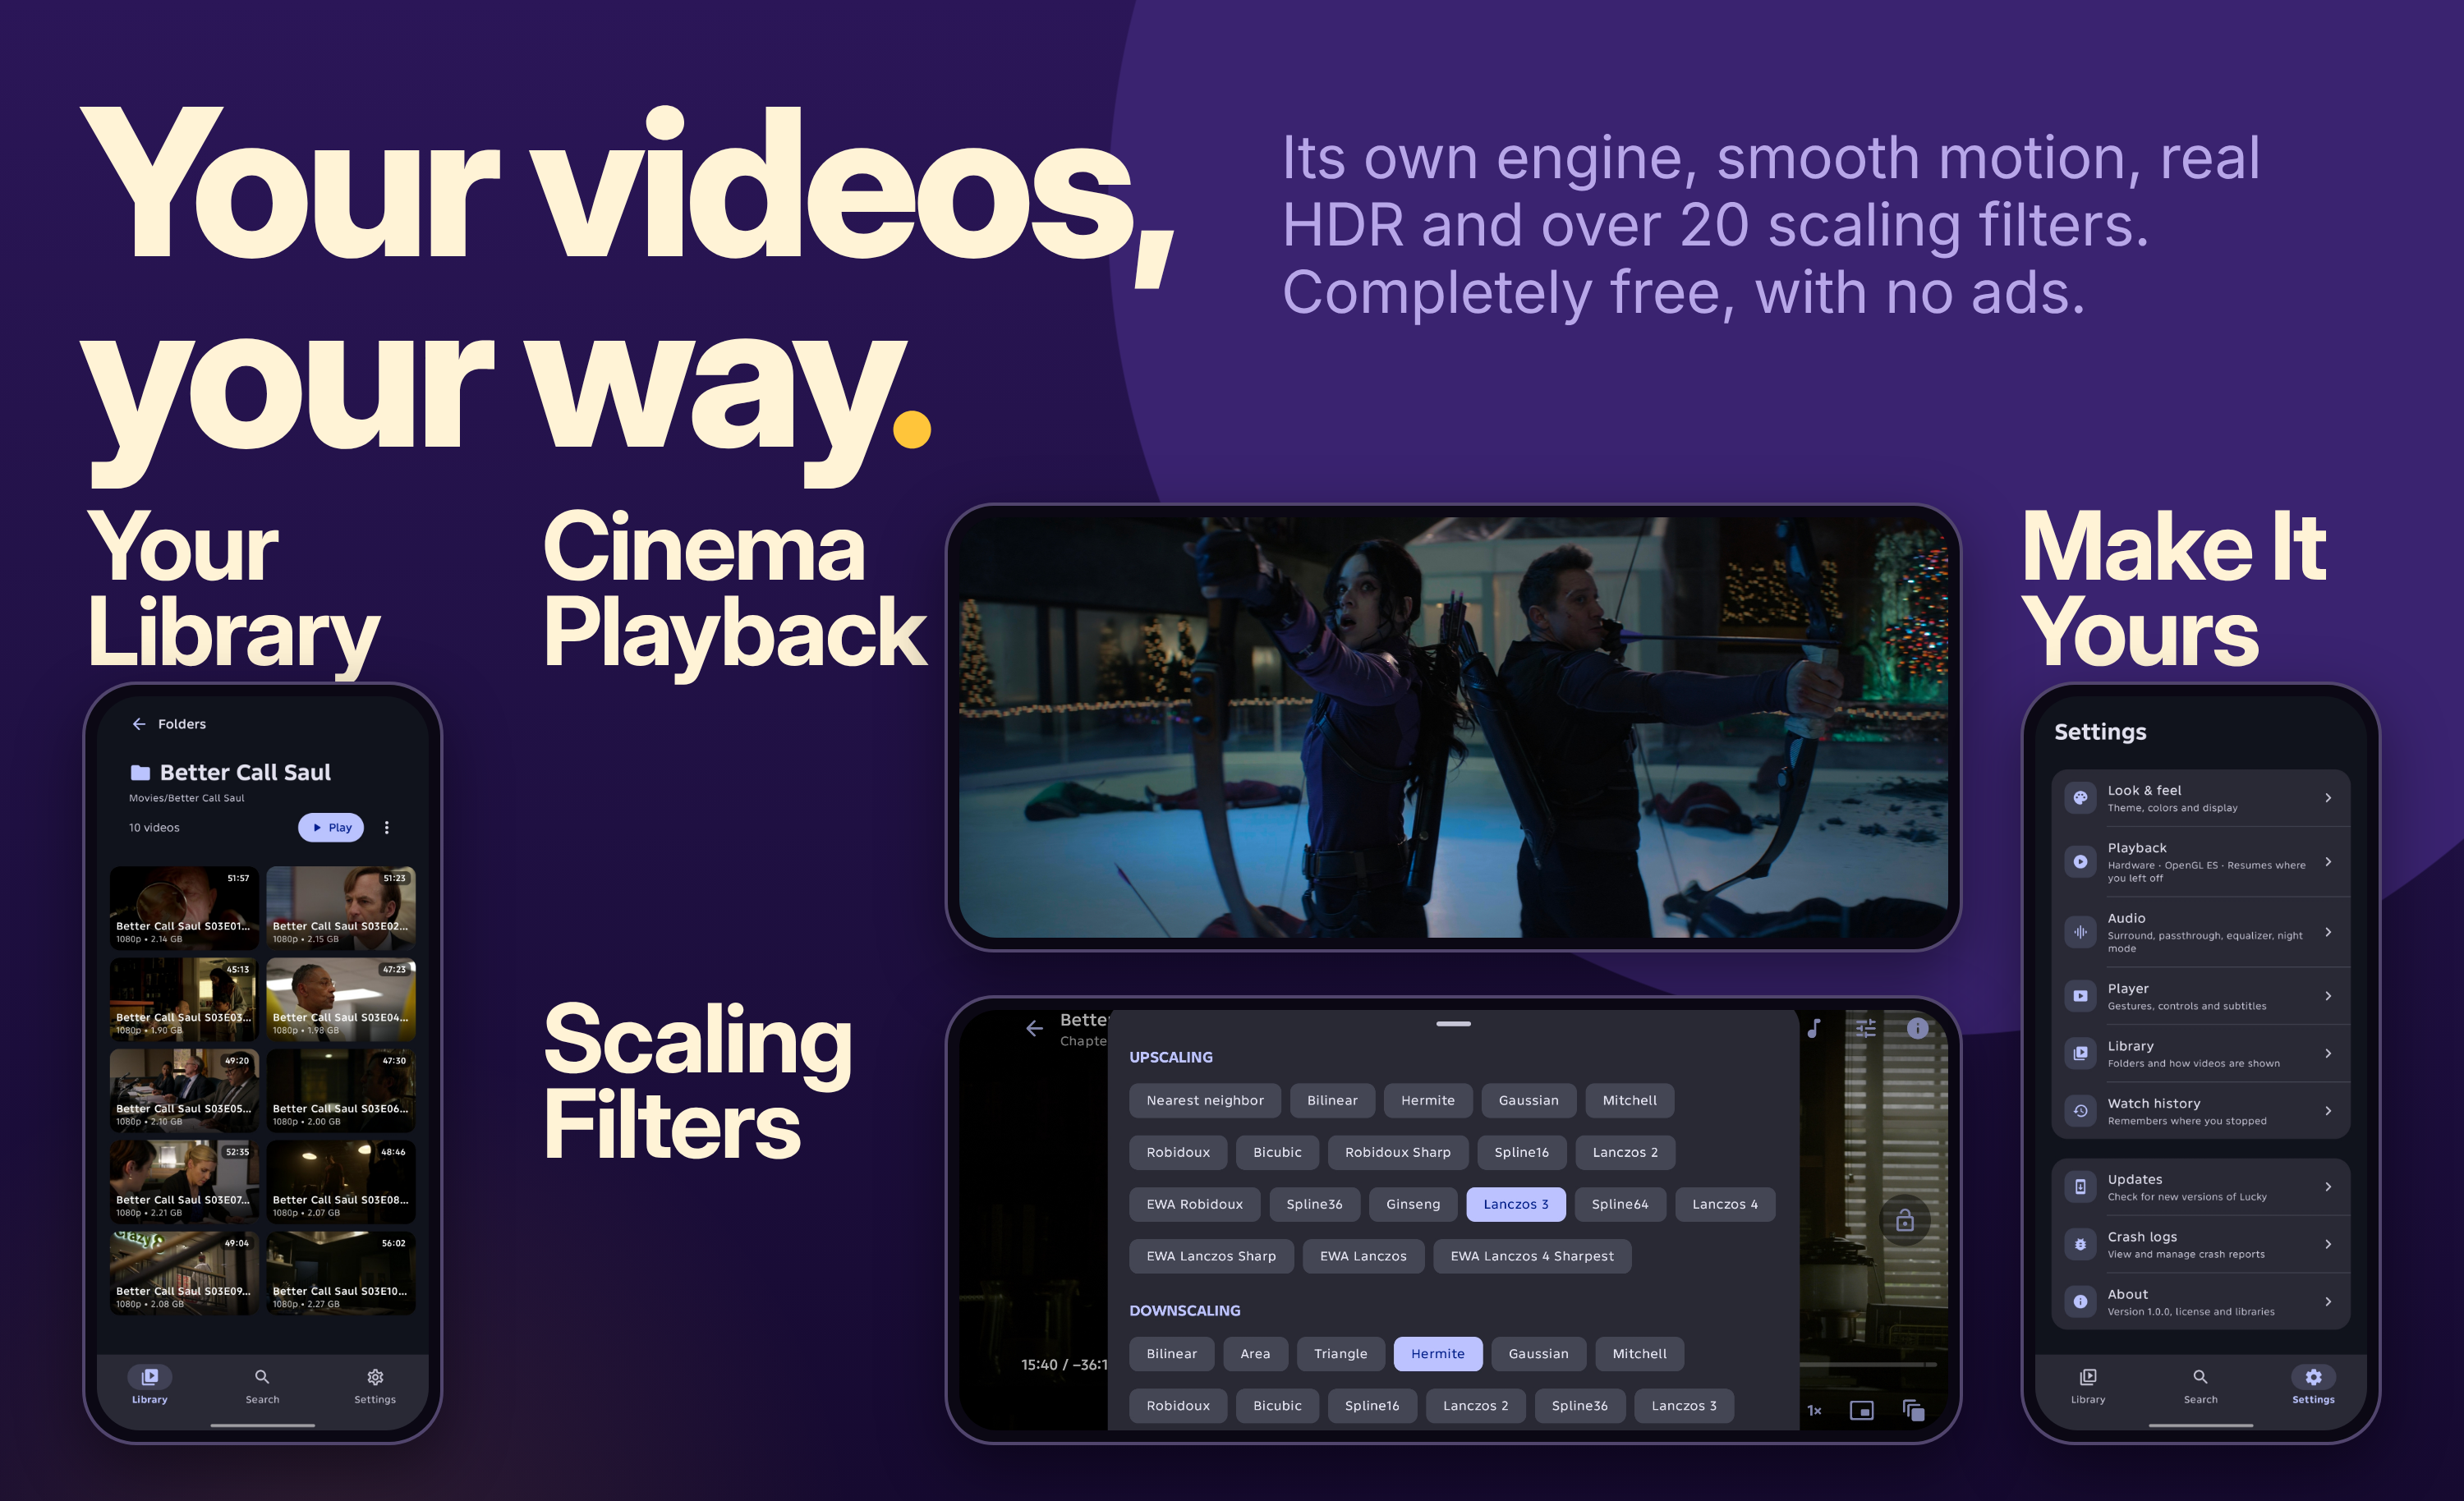 Your videos,
your way.
Its own engine, smooth motion, real
HDR and over 20 scaling filters.
Completely free, with no ads.
Your
Library
Folders
Better Call Saul
Movies/Better Call Saul
10 videos
Play
51:57
Better Call Saul S03E01...
1080p • 2.14 GB
51:23
Better Call Saul S03E02...
1080p • 2.15 GB
45:13
Better Call Saul S03E03...
1080p • 1.90 GB
47:23
Better Call Saul S03E04...
1080p • 1.98 GB
49:20
Better Call Saul S03E05...
1080p • 2.10 GB
47:30
Better Call Saul S03E06...
1080p • 2.00 GB
52:35
Better Call Saul S03E07...
1080p • 2.21 GB
48:46
Better Call Saul S03E08...
1080p • 2.07 GB
49:04
Better Call Saul S03E09...
1080p • 2.08 GB
56:02
Better Call Saul S03E10...
1080p • 2.27 GB
Library
Search
Settings
Cinema
Playback
Scaling
Filters
Bette
Chapte
UPSCALING
Nearest neighbor Bilinear Hermite Gaussian Mitchell
Robidoux Bicubic Robidoux Sharp Spline16 Lanczos 2
EWA Robidoux Spline36 Ginseng Lanczos 3 Spline64 Lanczos 4
EWA Lanczos Sharp EWA Lanczos EWA Lanczos 4 Sharpest
DOWNSCALING
Bilinear Area Triangle Hermite Gaussian Mitchell
15:40 / −36:1
Robidoux Bicubic Spline16 Lanczos 2 Spline36 Lanczos 3
1×
Make It
Yours
Settings
Look & feel
Theme, colors and display
Playback
Hardware · OpenGL ES · Resumes where
you left off
Audio
Surround, passthrough, equalizer, night
mode
Player
Gestures, controls and subtitles
Library
Folders and how videos are shown
Watch history
Remembers where you stopped
Updates
Check for new versions of Lucky
Crash logs
View and manage crash reports
About
Version 1.0.0, license and libraries
Library
Search
Settings